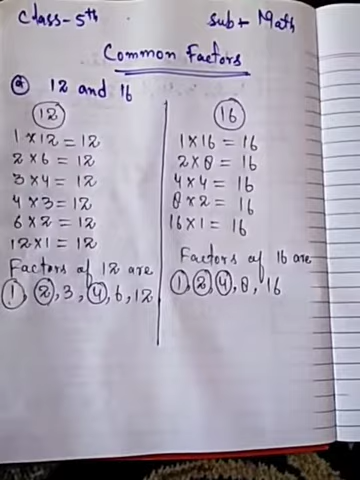 Class-5th
Sub+ Math
Common Factors
Q 12 and 16
12
1×12 = 12
2×6 = 12
3×4 = 12
4×3 = 12
6×2 = 12
12×1 = 12
Factors of 12 are
1, 2, 3, 4, 6, 12
16
1×16 = 16
2×8 = 16
4×4 = 16
8×2 = 16
16×1 = 16
Factors of 16 are
1, 2, 4, 8, 16